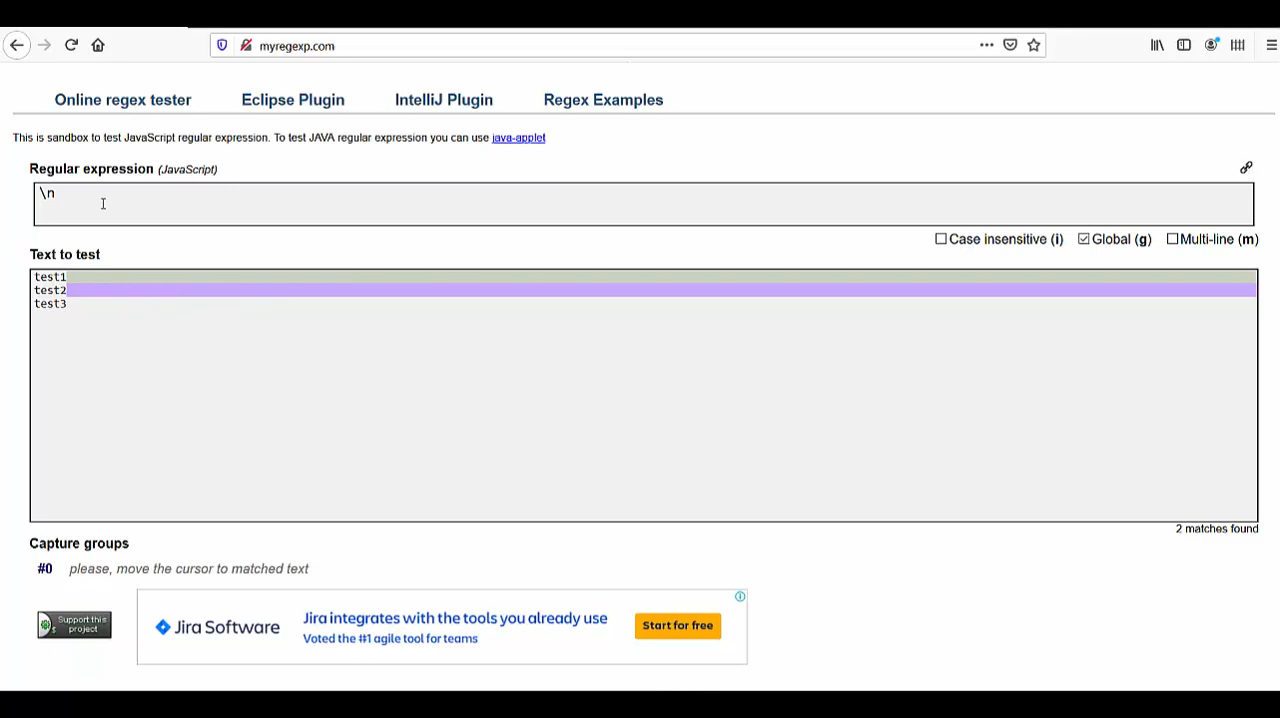 myregexp.com
Online regex tester Eclipse Plugin IntelliJ Plugin Regex Examples
This is sandbox to test JavaScript regular expression. To test JAVA regular expression you can use java-applet
Regular expression (JavaScript)
\n
Case insensitive (i) Global (g) Multi-line (m)
Text to test
test1
test2
test3
2 matches found
Capture groups
#0 please, move the cursor to matched text
Support this
project
Jira Software
Jira integrates with the tools you already use
Voted the #1 agile tool for teams
Start for free